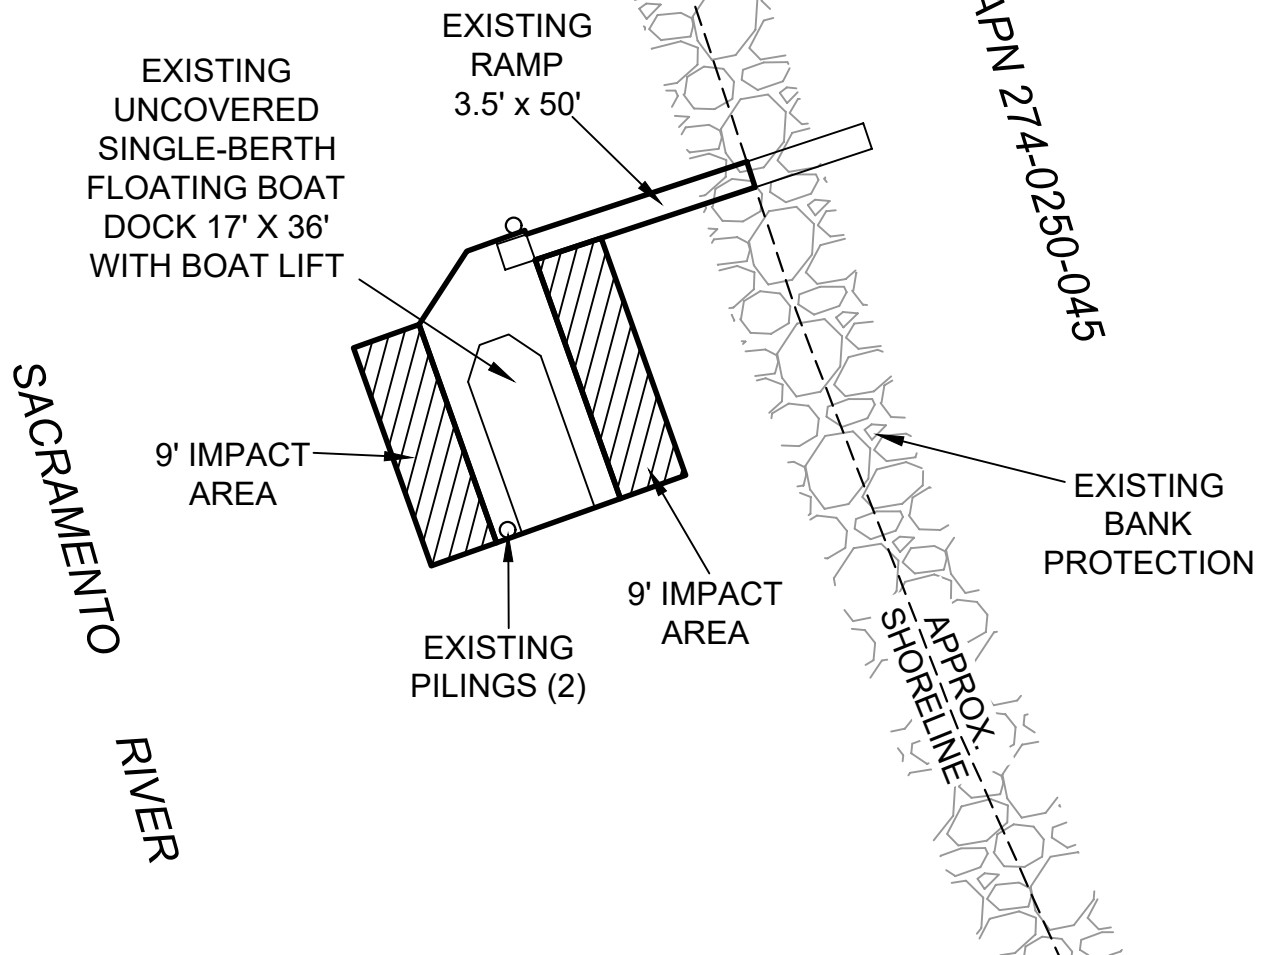 EXISTING
RAMP
3.5' x 50'
EXISTING
UNCOVERED
SINGLE-BERTH
FLOATING BOAT
DOCK 17' X 36'
WITH BOAT LIFT
APN 274-0250-045
SACRAMENTO
RIVER
9' IMPACT
AREA
EXISTING
PILINGS (2)
9' IMPACT
AREA
EXISTING
BANK
PROTECTION
APPROX.
SHORELINE